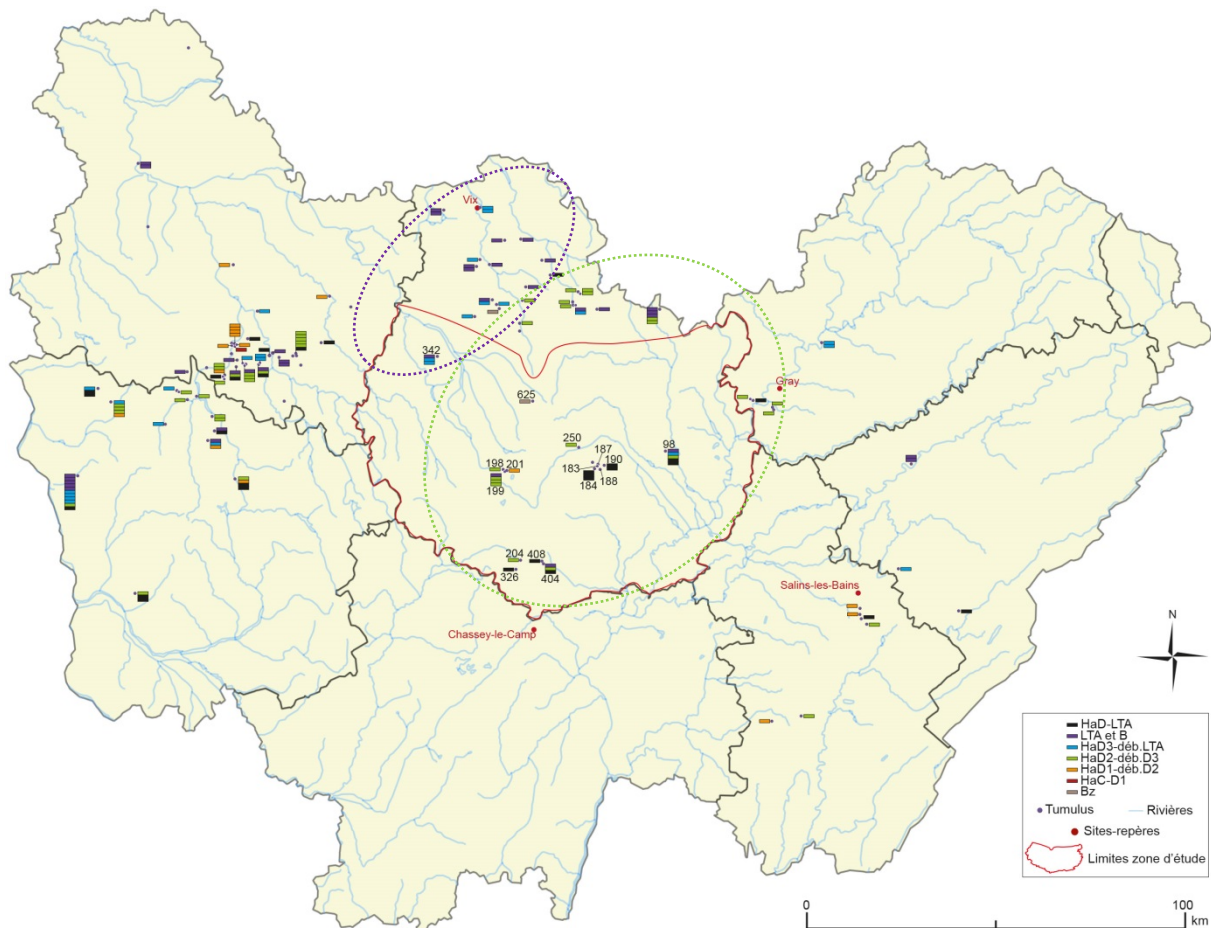 Vix
342
Gray
625
250
187
98
198
201
183
190
184
188
199
204
408
326
404
Salins-les-Bains
Chassey-le-Camp
N
HaD-LTA
LTA et B
HaD3-déb.LTA
HaD2-déb.D3
HaD1-déb.D2
HaC-D1
Bz
Tumulus
Rivières
Sites-repères
Limites zone d'étude
0
100
km